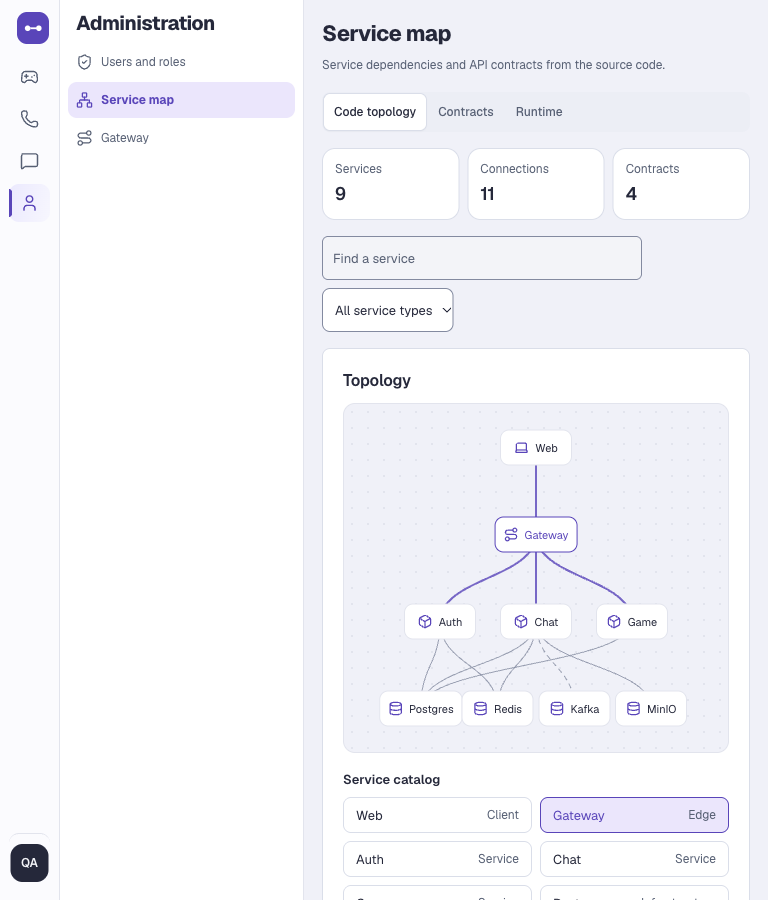 Administration
Users and roles
Service map
Gateway
QA
Service map
Service dependencies and API contracts from the source code.
Code topology
Contracts
Runtime
Services
9
Connections
11
Contracts
4
Find a service
All service types
Topology
Web
Gateway
Auth
Chat
Game
Postgres
Redis
Kafka
MinIO
Service catalog
Web
Client
Gateway
Edge
Auth
Service
Chat
Service